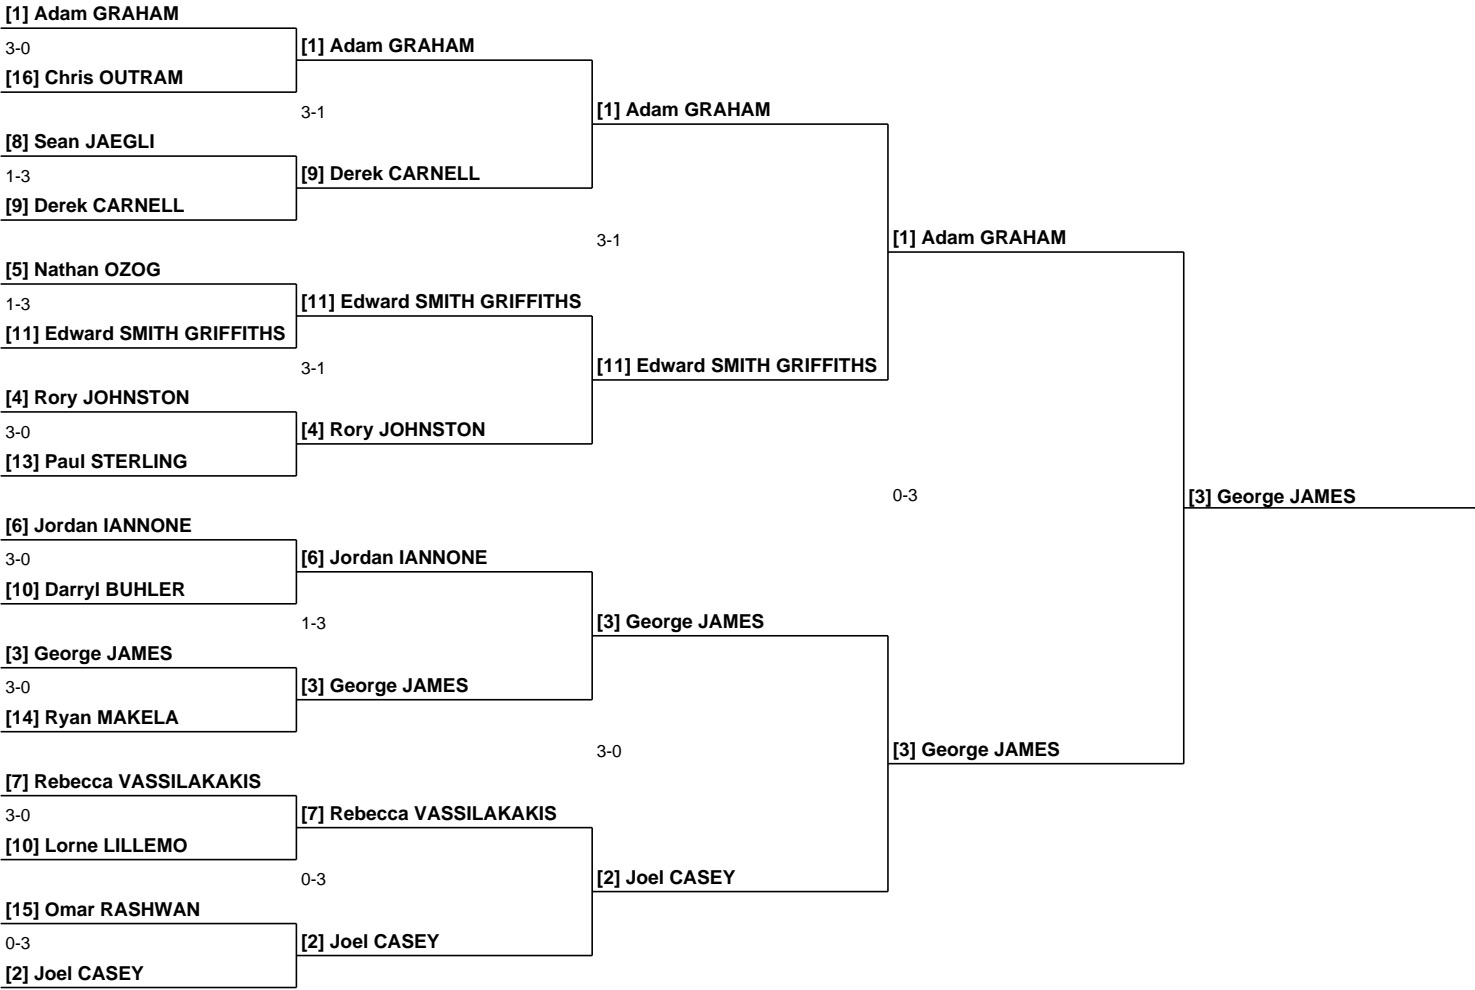 [1] Adam GRAHAM
3-0
[1] Adam GRAHAM
[16] Chris OUTRAM
3-1
[1] Adam GRAHAM
[8] Sean JAEGLI
1-3
[9] Derek CARNELL
[9] Derek CARNELL
3-1
[1] Adam GRAHAM
[5] Nathan OZOG
1-3
[11] Edward SMITH GRIFFITHS
[11] Edward SMITH GRIFFITHS
3-1
[11] Edward SMITH GRIFFITHS
[4] Rory JOHNSTON
3-0
[4] Rory JOHNSTON
[13] Paul STERLING
0-3
[3] George JAMES
[6] Jordan IANNONE
3-0
[6] Jordan IANNONE
[10] Darryl BUHLER
1-3
[3] George JAMES
[3] George JAMES
3-0
[3] George JAMES
[14] Ryan MAKELA
3-0
[3] George JAMES
[7] Rebecca VASSILAKAKIS
3-0
[7] Rebecca VASSILAKAKIS
[10] Lorne LILLEMO
0-3
[2] Joel CASEY
[15] Omar RASHWAN
0-3
[2] Joel CASEY
[2] Joel CASEY